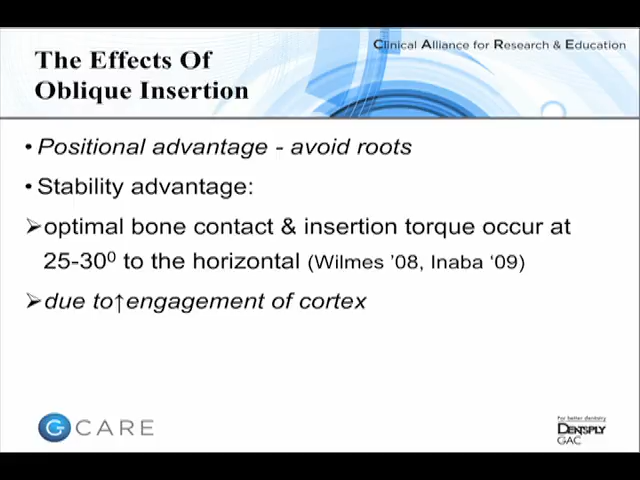 Clinical Alliance for Research & Education
The Effects Of
Oblique Insertion
• Positional advantage - avoid roots
• Stability advantage:
➢optimal bone contact & insertion torque occur at
25-30⁰ to the horizontal (Wilmes ’08, Inaba ‘09)
➢due to↑engagement of cortex
G CARE
For better dentistry
DENTSPLY
GAC